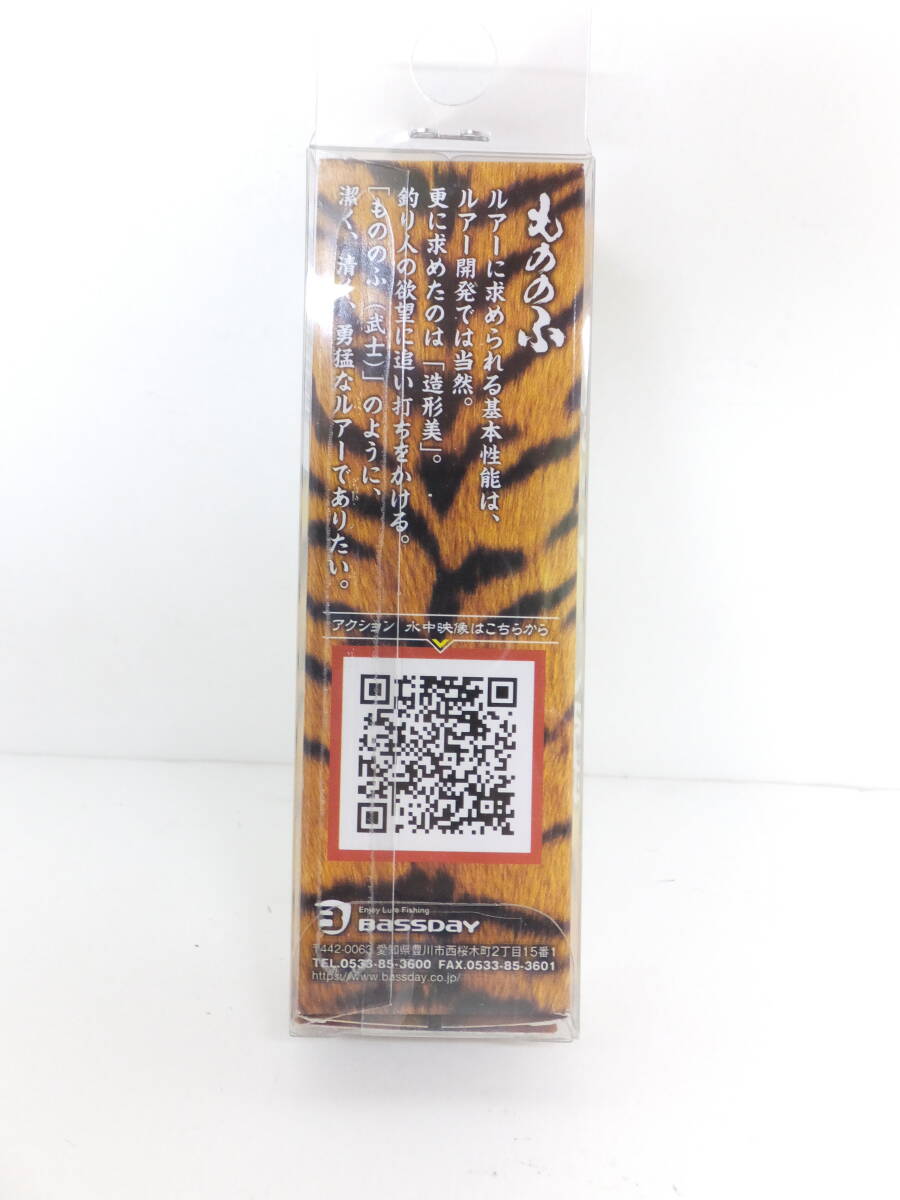 もののふ
ルアーに求められる基本性能は、
ルアー開発では当然。
更に求めたのは「造形美」。
釣り人の欲望に追い打ちをかける。
「もののふ（武士）」のように、
潔く、清く、勇猛なルアーでありたい。
アクション 水中映像はこちらから
Enjoy Lure Fishing
BASSDAY
〒442-0063 愛知県豊川市西桜木町2丁目15番1
TEL.0533-85-3600 FAX.0533-85-3601
https://www.bassday.co.jp/